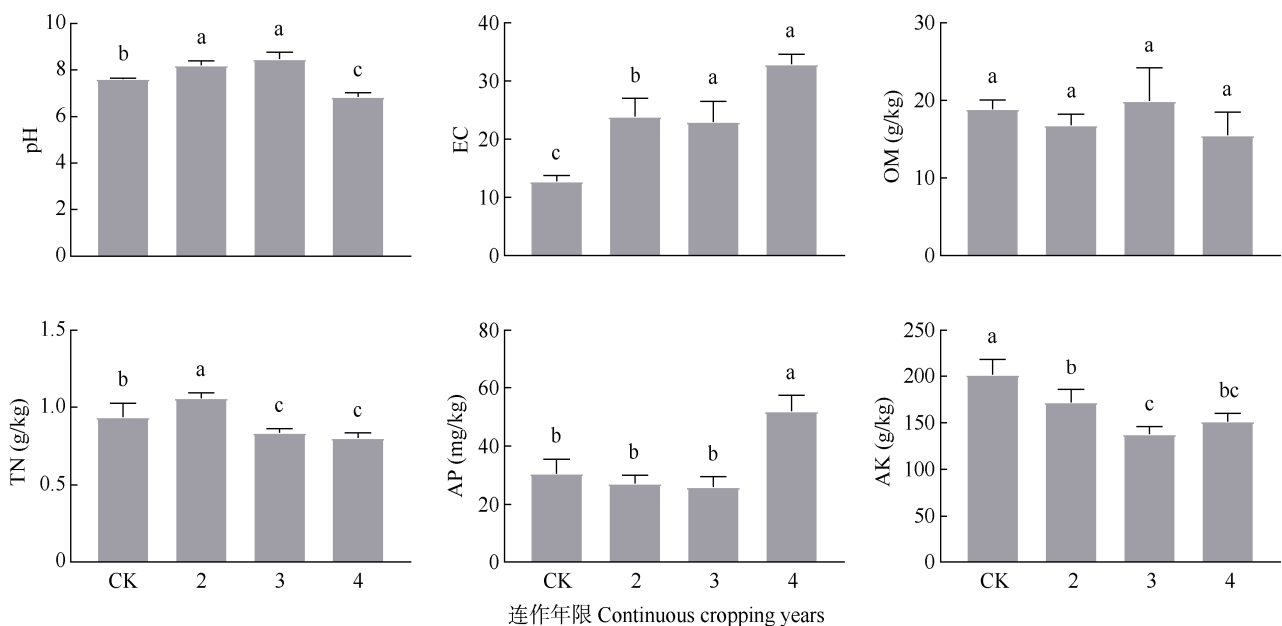 10
8
6
4
2
0
pH
b
a
a
c
40
30
20
10
0
EC
c
b
a
a
30
20
10
0
OM (g/kg)
a
a
a
a
1.5
1.0
0.5
0
TN (g/kg)
b
a
c
c
CK
2
3
4
80
60
40
20
0
AP (mg/kg)
b
b
b
a
CK
2
3
4
250
200
150
100
50
0
AK (g/kg)
a
b
c
bc
CK
2
3
4
连作年限 Continuous cropping years